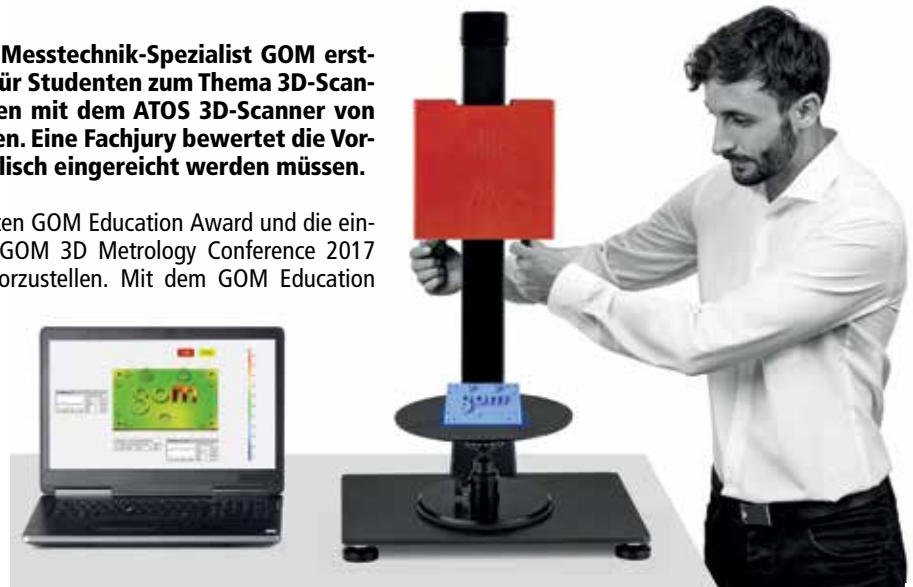 Messtechnik-Spezialist GOM erst-
ür Studenten zum Thema 3D-Scan-
en mit dem ATOS 3D-Scanner von
en. Eine Fachjury bewertet die Vor-
lisch eingereicht werden müssen.
ten GOM Education Award und die ein-
GOM 3D Metrology Conference 2017
vorzustellen. Mit dem GOM Education
gom
gom